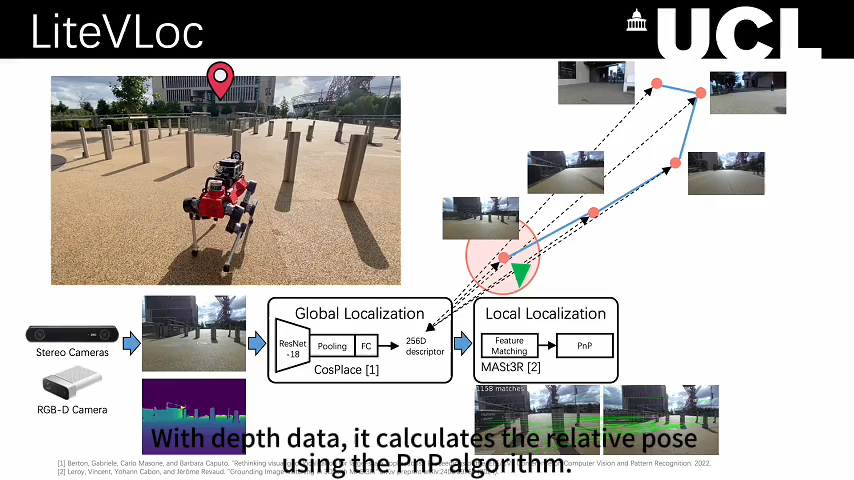 LiteVLoc
UCL
Global Localization
ResNet
-18
Pooling
FC
256D
descriptor
CosPlace [1]
Local Localization
Feature
Matching
PnP
MASt3R [2]
Stereo Cameras
RGB-D Camera
1158 matches
With depth data, it calculates the relative pose
using the PnP algorithm.
[1] Berton, Gabriele, Carlo Masone, and Barbara Caputo. "Rethinking Computer Vision and Pattern Recognition. 2022.
[2] Leroy, Vincent, Yohann Cabon, and Jérôme Revaud. "Grounding